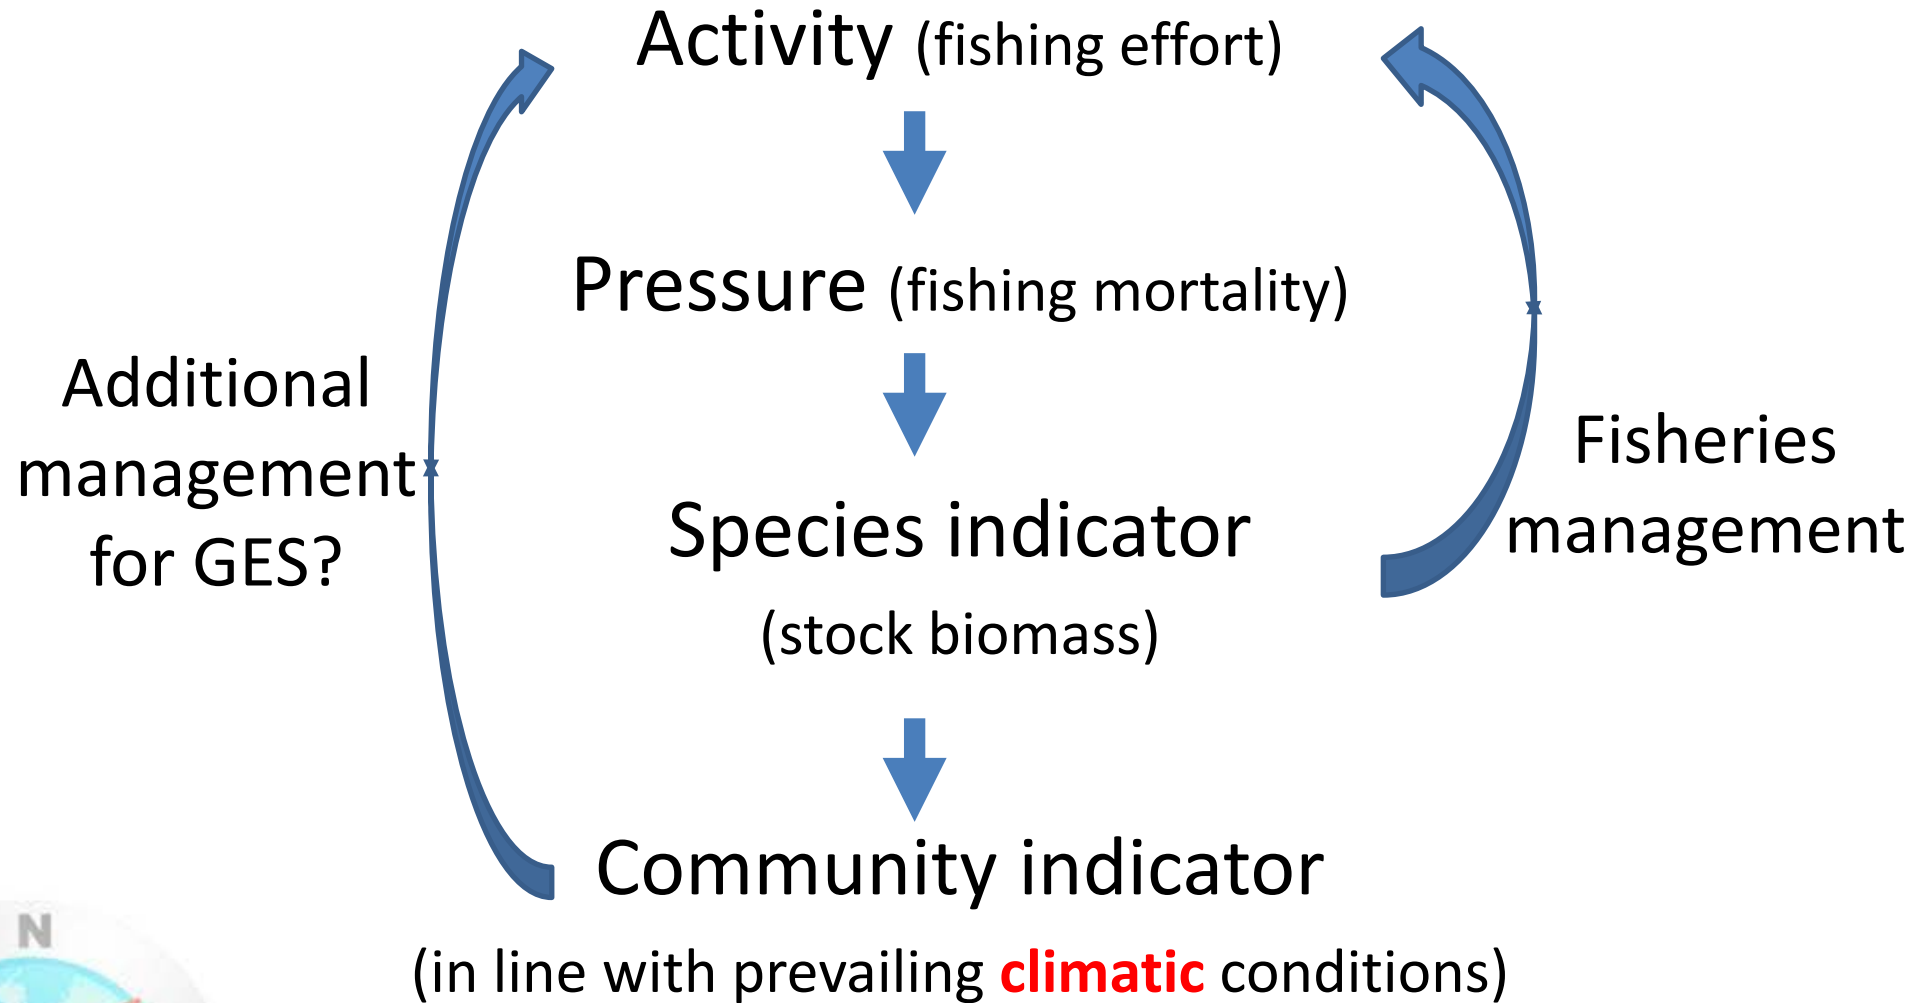 Activity (fishing effort)
Pressure (fishing mortality)
Additional
management
for GES?
Fisheries
management
Species indicator
(stock biomass)
Community indicator
(in line with prevailing climatic conditions)
N